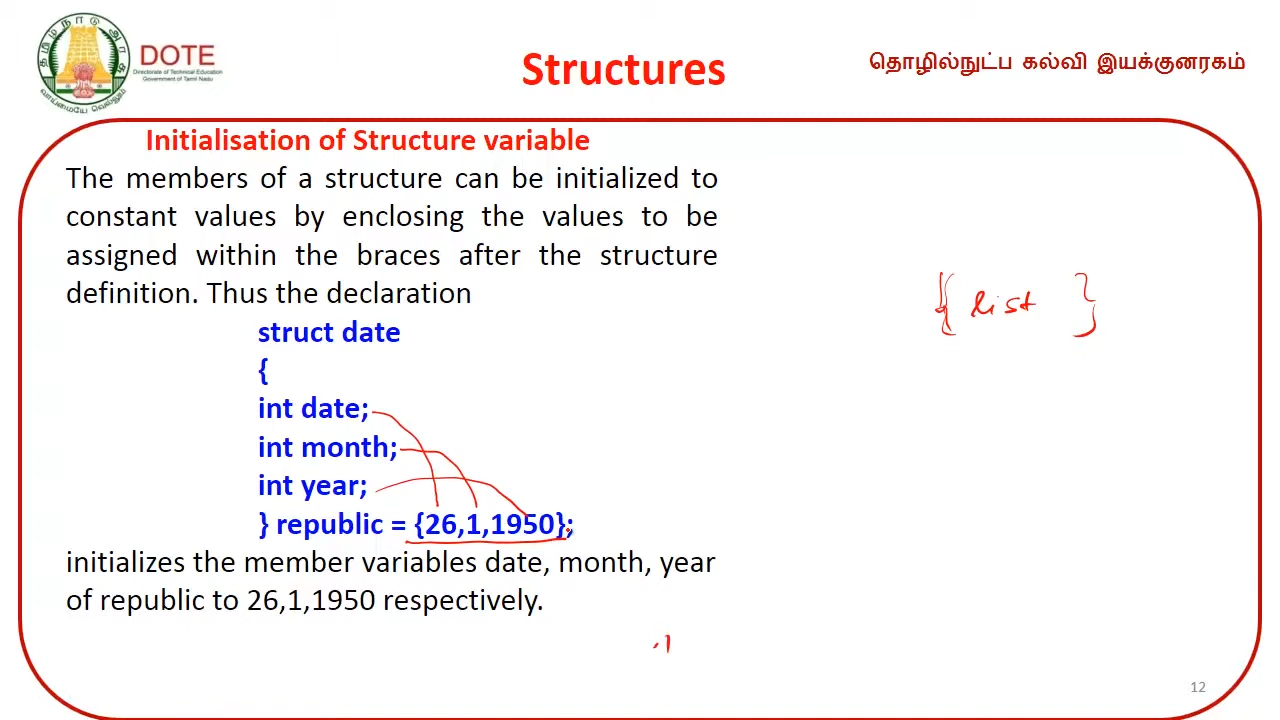 தமிழ்நாடு அரசு
வாய்மையே வெல்லும்
DOTE
Directorate of Technical Education
Government of Tamil Nadu
Structures
தொழில்நுட்ப கல்வி இயக்குனரகம்
Initialisation of Structure variable
The members of a structure can be initialized to
constant values by enclosing the values to be
assigned within the braces after the structure
definition. Thus the declaration
struct date
{
int date;
int month;
int year;
} republic = {26,1,1950};
initializes the member variables date, month, year
of republic to 26,1,1950 respectively.
{ list }
12